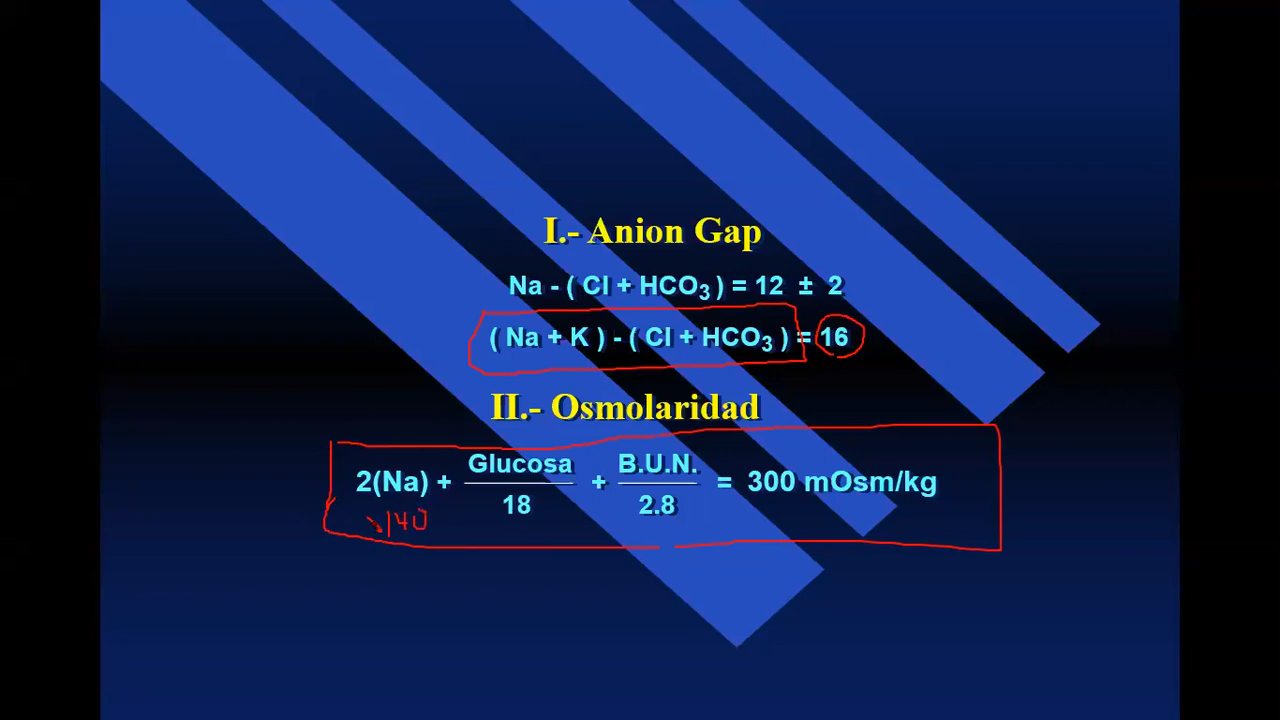 I.- Anion Gap
Na - ( Cl + HCO₃ ) = 12 ± 2
( Na + K ) - ( Cl + HCO₃ ) = 16
II.- Osmolaridad
2(Na) + Glucosa / 18 + B.U.N. / 2.8 = 300 mOsm/kg
140